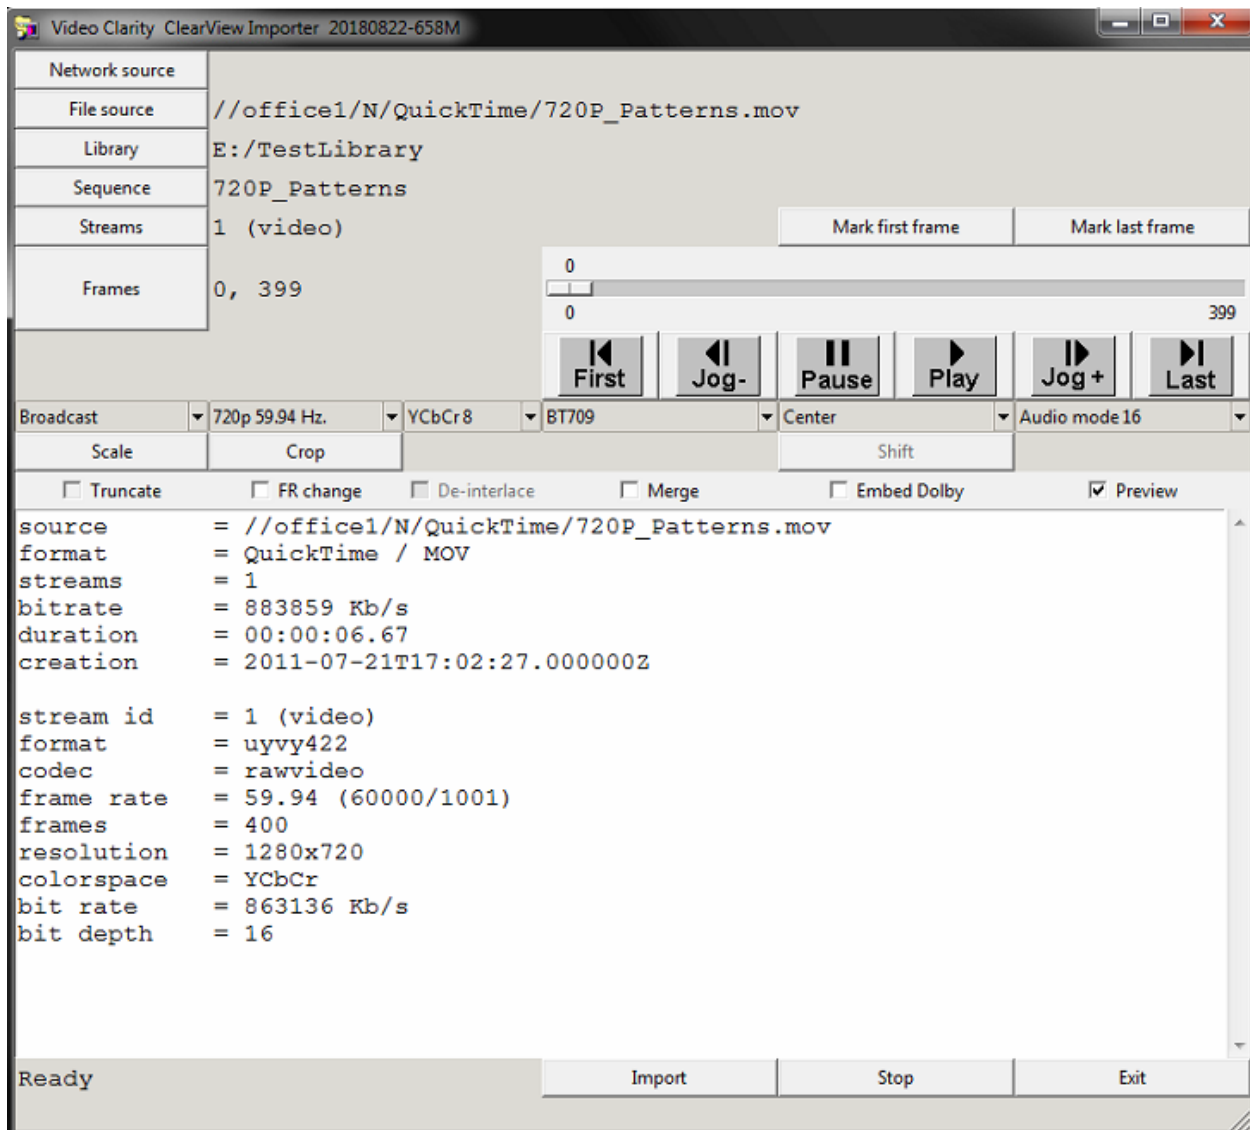 Video Clarity ClearView Importer 20180822-658M
Network source
File source //office1/N/QuickTime/720P_Patterns.mov
Library E:/TestLibrary
Sequence 720P_Patterns
Streams 1 (video) Mark first frame Mark last frame
0
Frames 0, 399
0 399
First Jog- Pause Play Jog+ Last
Broadcast 720p 59.94 Hz. YCbCr8 BT709 Center Audio mode 16
Scale Crop Shift
Truncate FR change De-interlace Merge Embed Dolby Preview
source = //office1/N/QuickTime/720P_Patterns.mov
format = QuickTime / MOV
streams = 1
bitrate = 883859 Kb/s
duration = 00:00:06.67
creation = 2011-07-21T17:02:27.000000Z
stream id = 1 (video)
format = uyvy422
codec = rawvideo
frame rate = 59.94 (60000/1001)
frames = 400
resolution = 1280x720
colorspace = YCbCr
bit rate = 863136 Kb/s
bit depth = 16
Ready Import Stop Exit